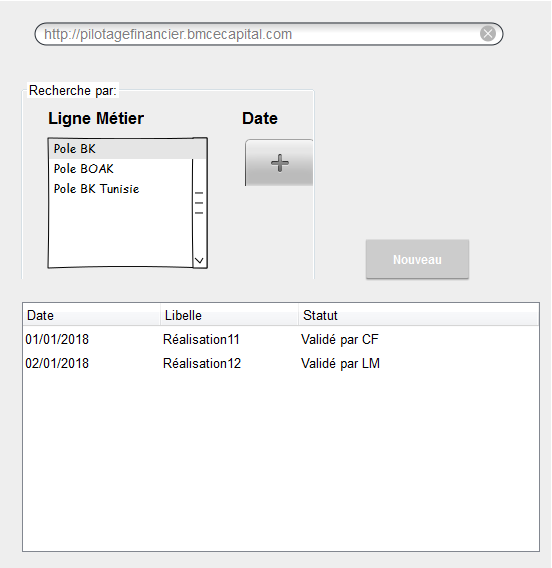 http://pilotagefinancier.bmcecapital.com
Recherche par:
Ligne Métier Date
Pole BK
Pole BOAK
Pole BK Tunisie
Nouveau
Date Libelle Statut
01/01/2018 Réalisation11 Validé par CF
02/01/2018 Réalisation12 Validé par LM